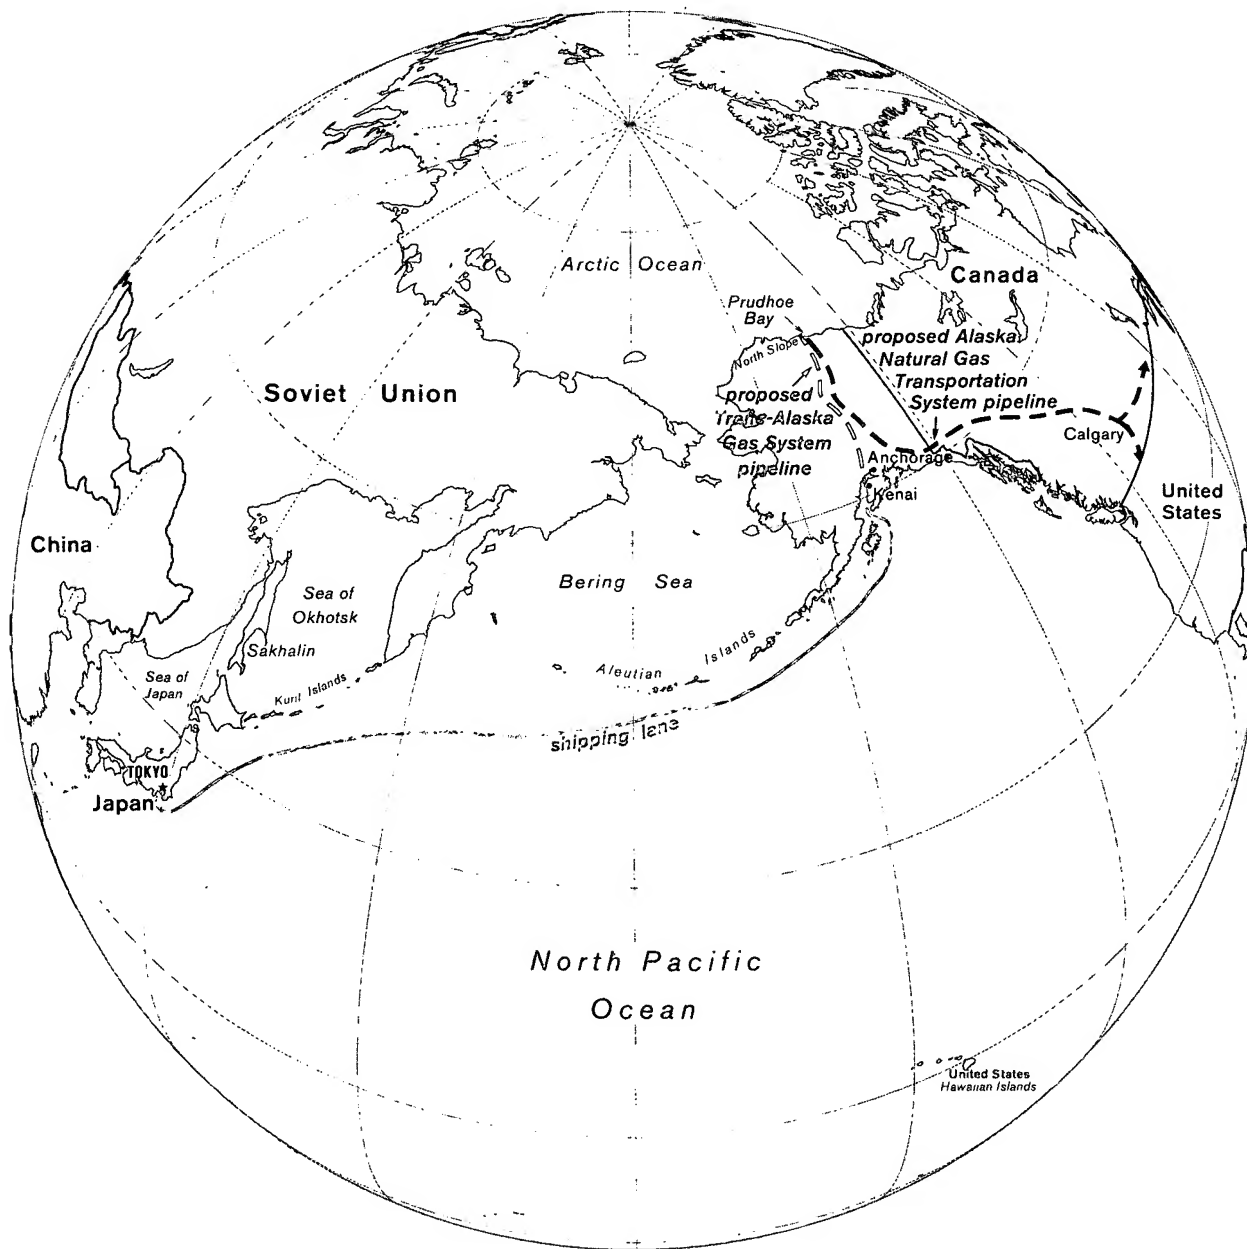 Arctic Ocean
Canada
Prudhoe
Bay
North Slope
proposed Alaska
Natural Gas
Transportation
System pipeline
Soviet Union
proposed
Trans-Alaska
Gas System
pipeline
Calgary
Anchorage
Kenai
United
States
China
Bering Sea
Sea of
Okhotsk
Sakhalin
Sea of
Japan
Kuril Islands
Aleutian Islands
shipping lane
TOKYO
Japan
North Pacific
Ocean
United States
Hawaiian Islands